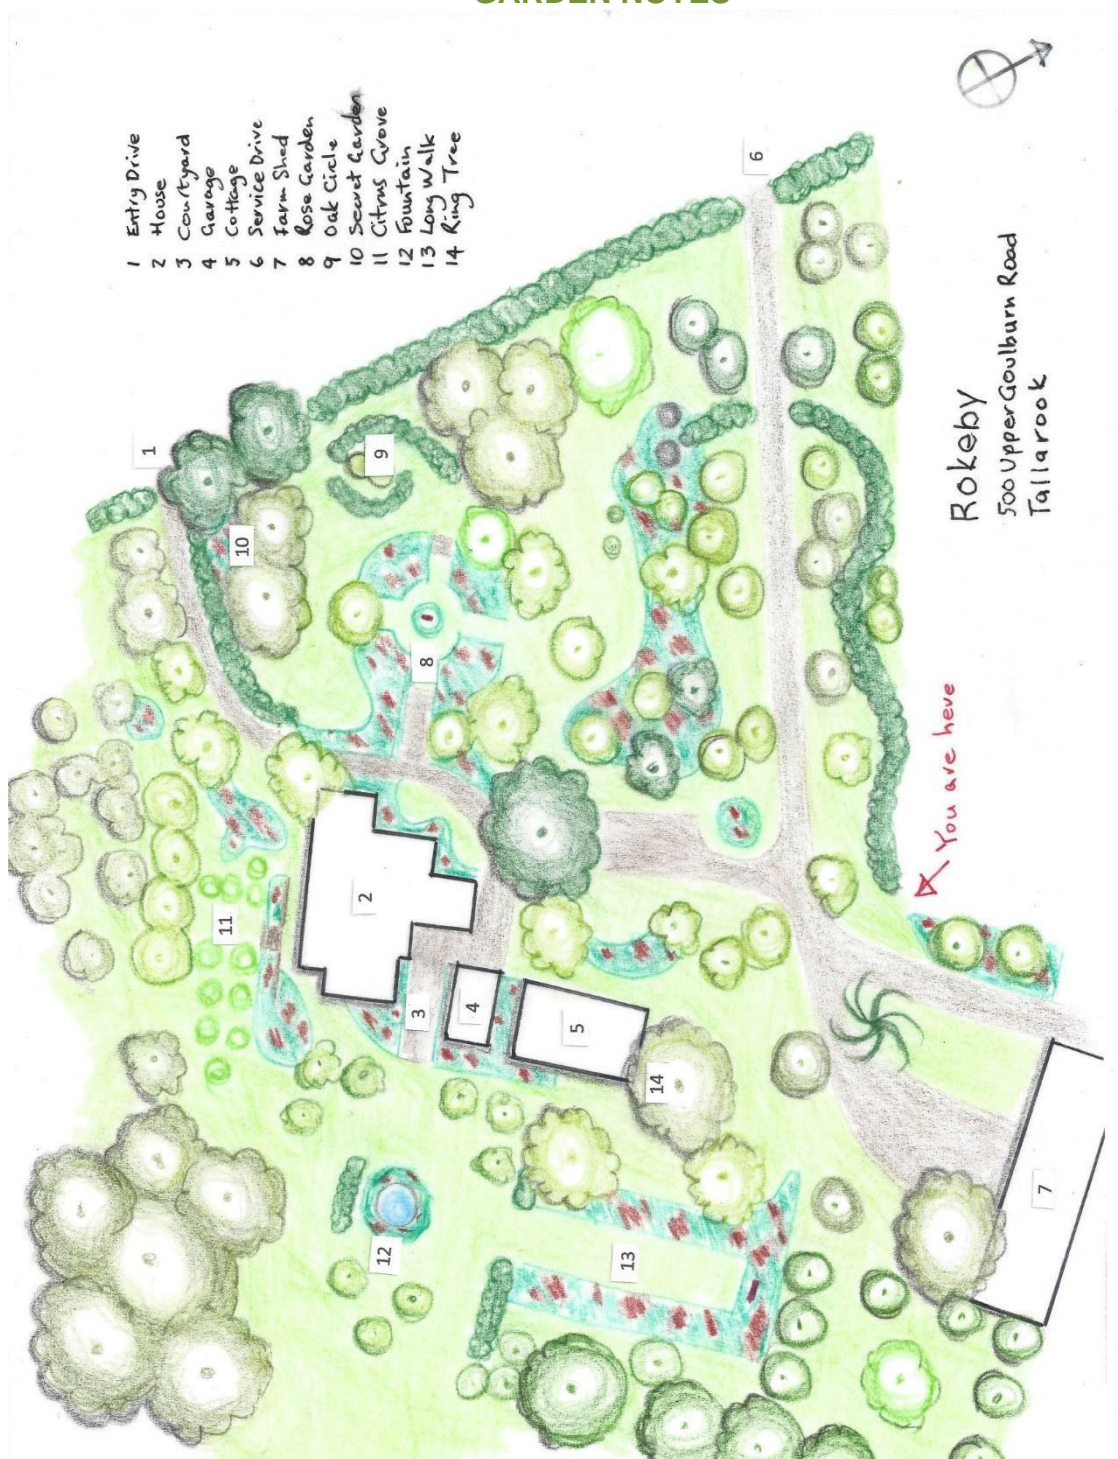 GARDEN NOTES
1 Entry Drive
2 House
3 Courtyard
4 Garage
5 Cottage
6 Service Drive
7 Farm Shed
8 Rose Garden
9 Oak Circle
10 Secret Garden
11 Citrus Grove
12 Fountain
13 Long Walk
14 Ring Tree
1
6
9
10
8
2
11
3
4
5
14
12
13
7
You are here
Rokeby
500 Upper Goulburn Road
Tallarook